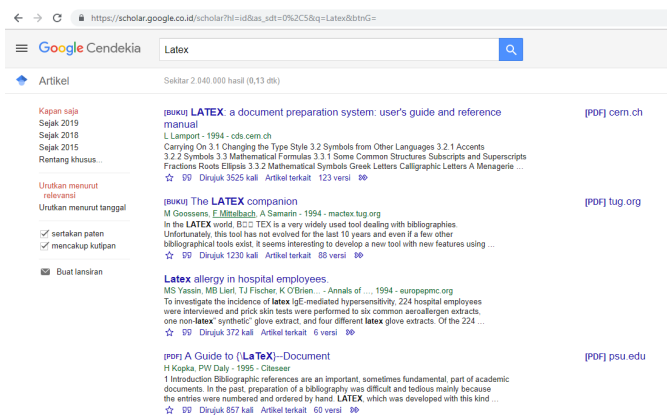 https://scholar.google.co.id/scholar?hl=id&as_sdt=0%2C5&q=Latex&btnG=
Google Cendekia
Latex
Artikel
Sekitar 2.040.000 hasil (0,13 dtk)
Kapan saja
Sejak 2019
Sejak 2018
Sejak 2015
Rentang khusus...
Urutkan menurut
relevansi
Urutkan menurut tanggal
sertakan paten
mencakup kutipan
Buat lansiran
[BUKU] LATEX: a document preparation system: user's guide and reference
manual
L Lamport - 1994 - cds.cern.ch
Carrying On 3.1 Changing the Type Style 3.2 Symbols from Other Languages 3.2.1 Accents
3.2.2 Symbols 3.3 Mathematical Formulas 3.3.1 Some Common Structures Subscripts and Superscripts
Fractions Roots Ellipsis 3.3.2 Mathematical Symbols Greek Letters Calligraphic Letters A Menagerie ...
Dirujuk 3525 kali Artikel terkait 123 versi
[PDF] cern.ch
[BUKU] The LATEX companion
M Goossens, F Mittelbach, A Samarin - 1994 - mactex.tug.org
In the LATEX world, B□□ TEX is a very widely used tool dealing with bibliographies.
Unfortunately, this tool has not evolved for the last 10 years and even if a few other
bibliographical tools exist, it seems interesting to develop a new tool with new features using ...
Dirujuk 1230 kali Artikel terkait 88 versi
[PDF] tug.org
Latex allergy in hospital employees.
MS Yassin, MB Lierl, TJ Fischer, K O'Brien... - Annals of ..., 1994 - europepmc.org
To investigate the incidence of latex IgE-mediated hypersensitivity, 224 hospital employees
were interviewed and prick skin tests were performed to six common aeroallergen extracts,
one non-latex" synthetic" glove extract, and four different latex glove extracts. Of the 224 ...
Dirujuk 372 kali Artikel terkait 6 versi
[PDF] A Guide to {\LaTeX}--Document
H Kopka, PW Daly - 1995 - Citeseer
1 Introduction Bibliographic references are an important, sometimes fundamental, part of academic
documents. In the past, preparation of a bibliography was difficult and tedious mainly because
the entries were numbered and ordered by hand. LATEX, which was developed with this kind ...
Dirujuk 857 kali Artikel terkait 60 versi
[PDF] psu.edu